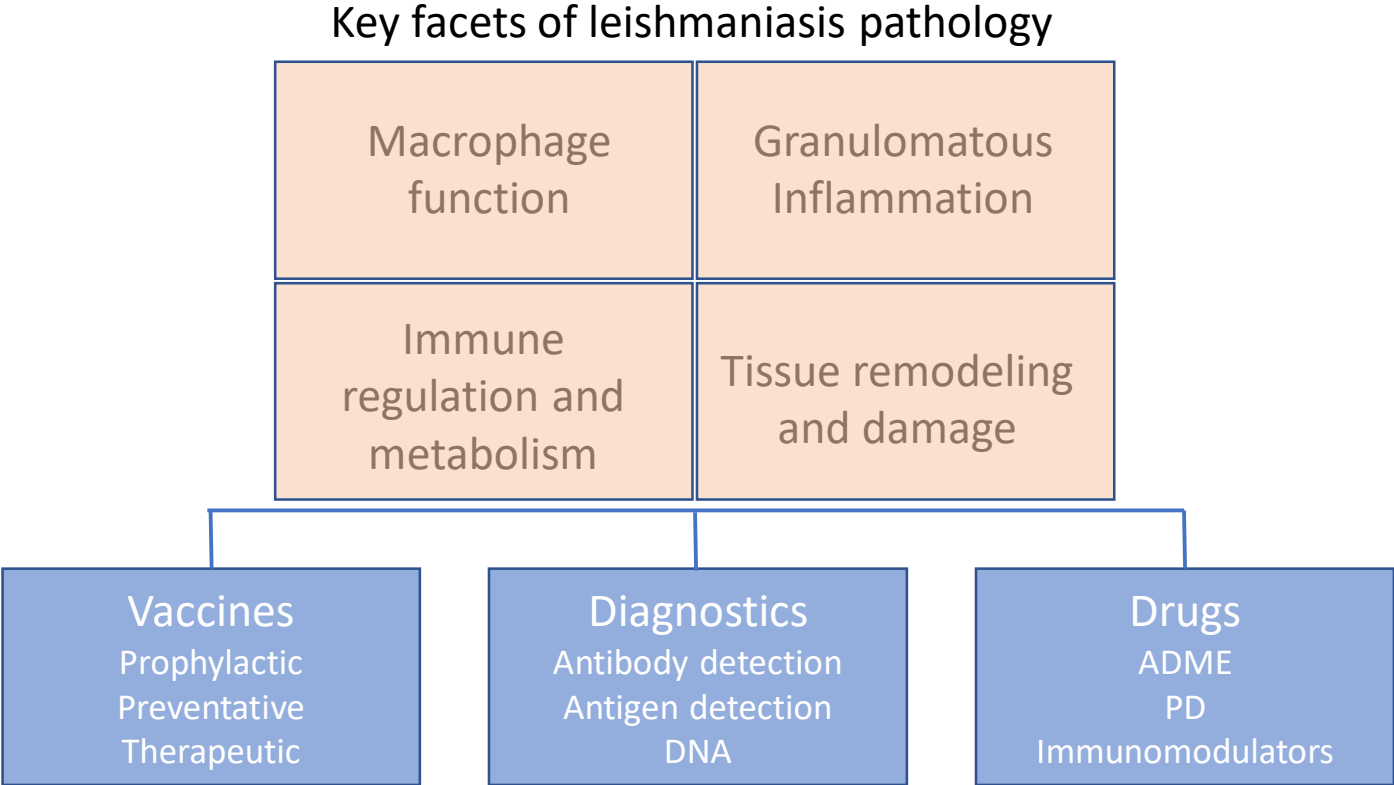 Key facets of leishmaniasis pathology
Macrophage
function
Granulomatous
Inflammation
Immune
regulation and
metabolism
Tissue remodeling
and damage
Vaccines
Prophylactic
Preventative
Therapeutic
Diagnostics
Antibody detection
Antigen detection
DNA
Drugs
ADME
PD
Immunomodulators